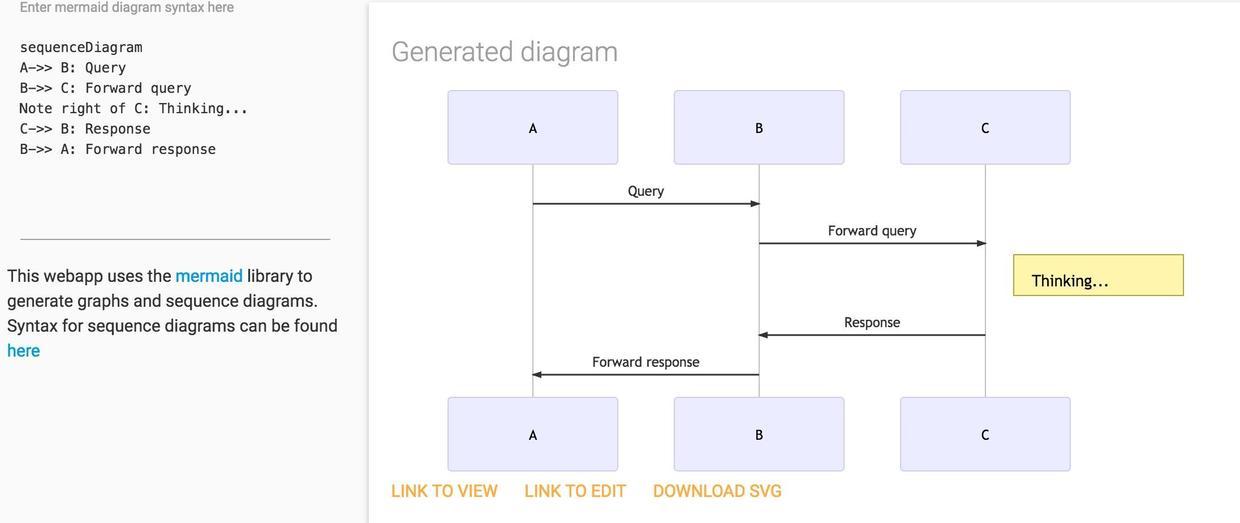 Enter mermaid diagram syntax here
sequenceDiagram
A->> B: Query
B->> C: Forward query
Note right of C: Thinking...
C->> B: Response
B->> A: Forward response
This webapp uses the mermaid library to
generate graphs and sequence diagrams.
Syntax for sequence diagrams can be found
here
Generated diagram
A
B
C
Query
Forward query
Thinking...
Response
Forward response
A
B
C
LINK TO VIEW
LINK TO EDIT
DOWNLOAD SVG